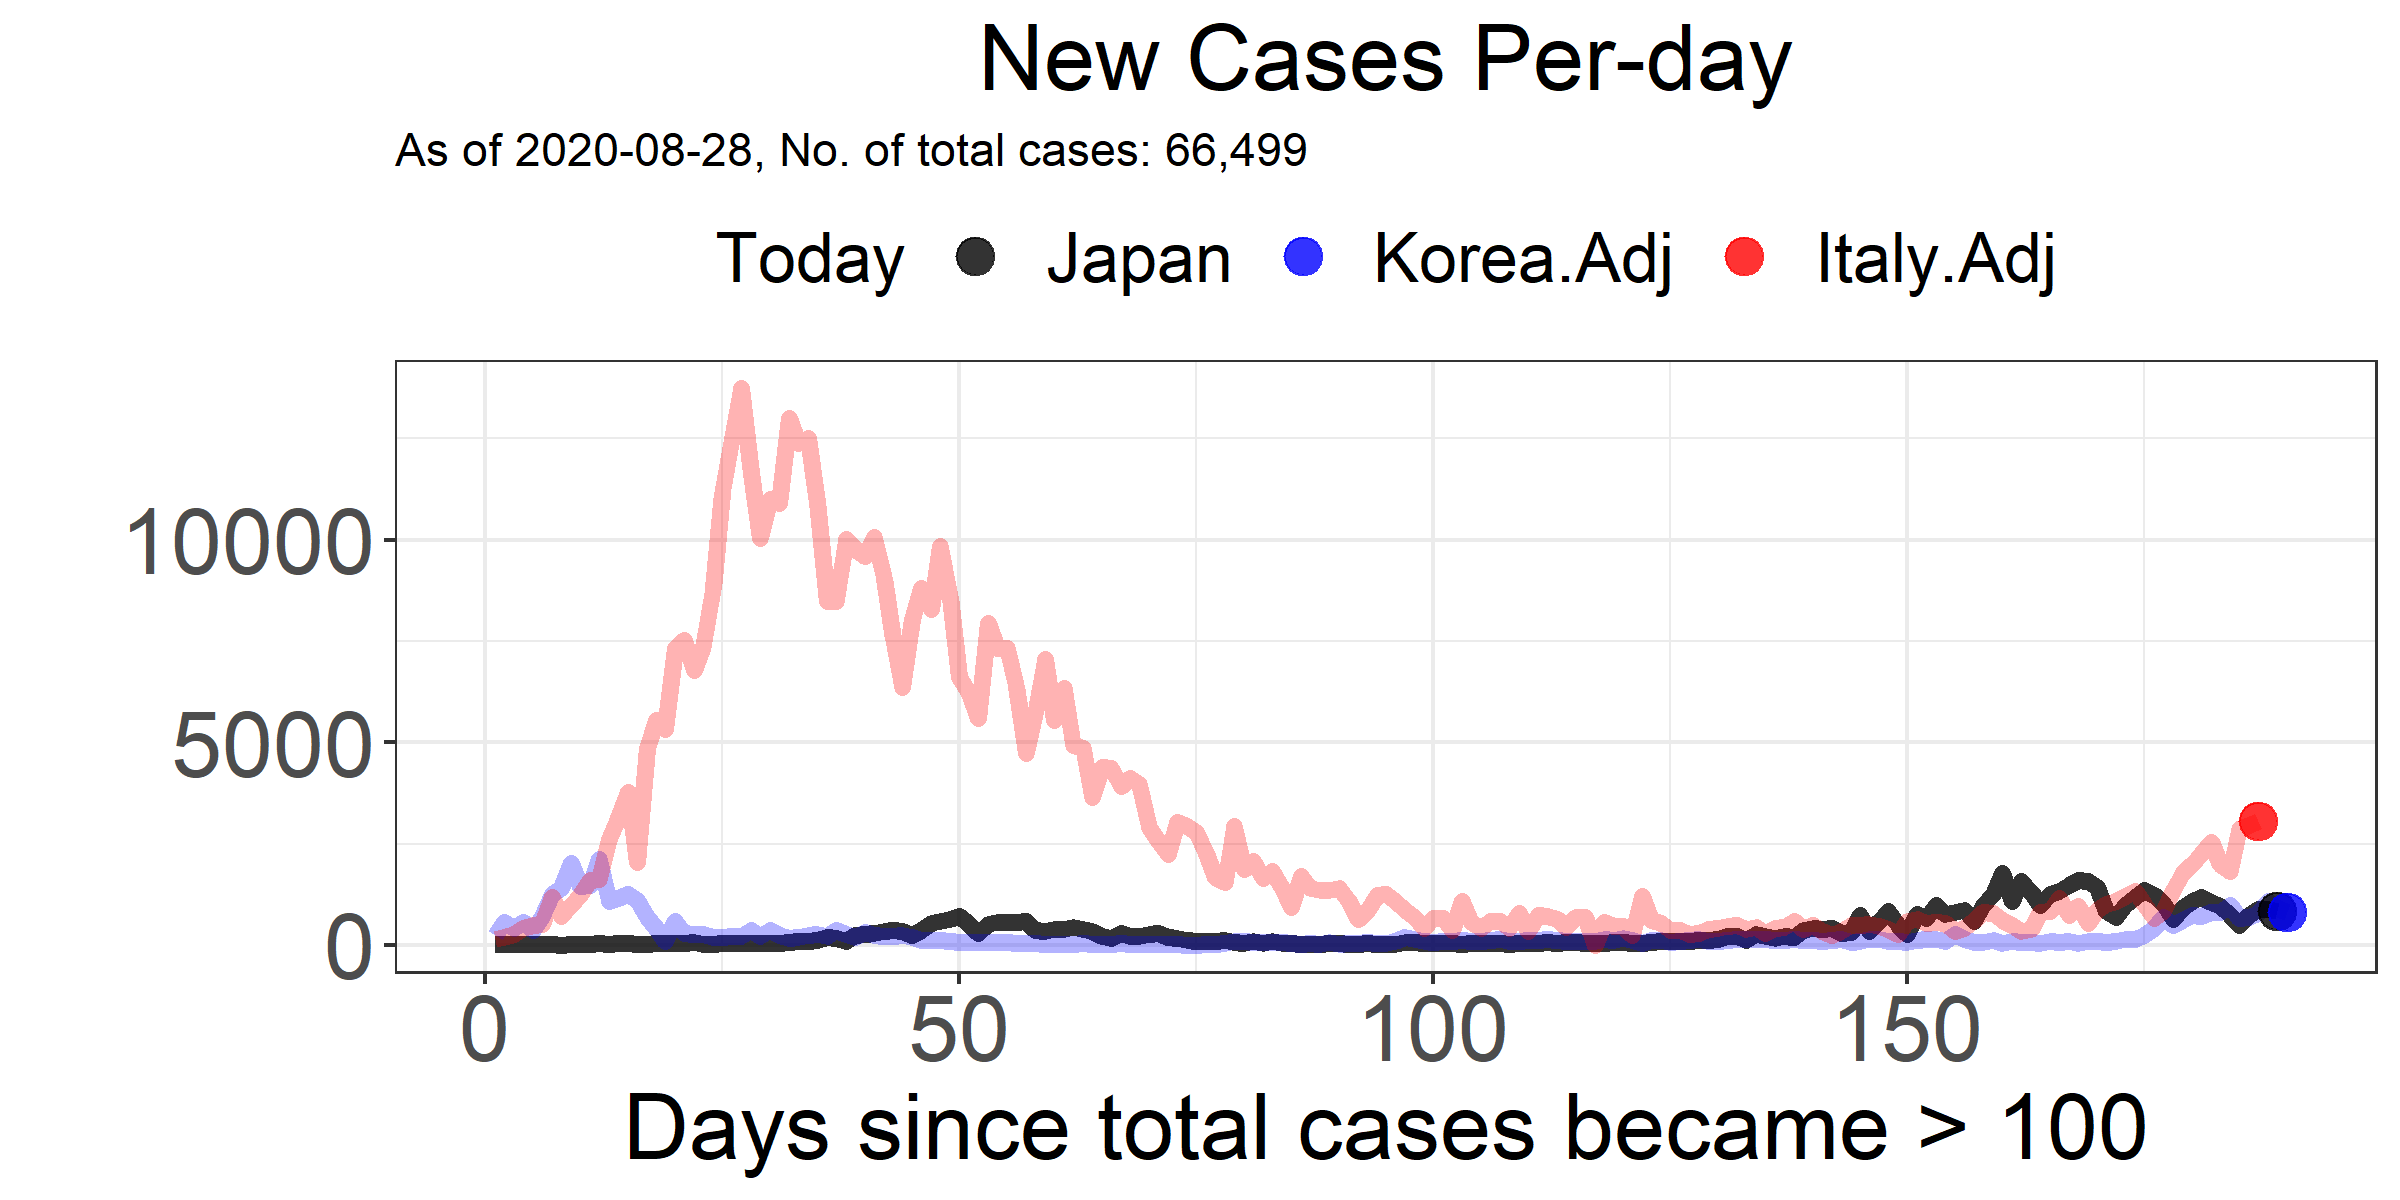 New Cases Per-day
As of 2020-08-28, No. of total cases: 66,499
Today Japan Korea.Adj Italy.Adj
10000
5000
0
0 50 100 150
Days since total cases became > 100